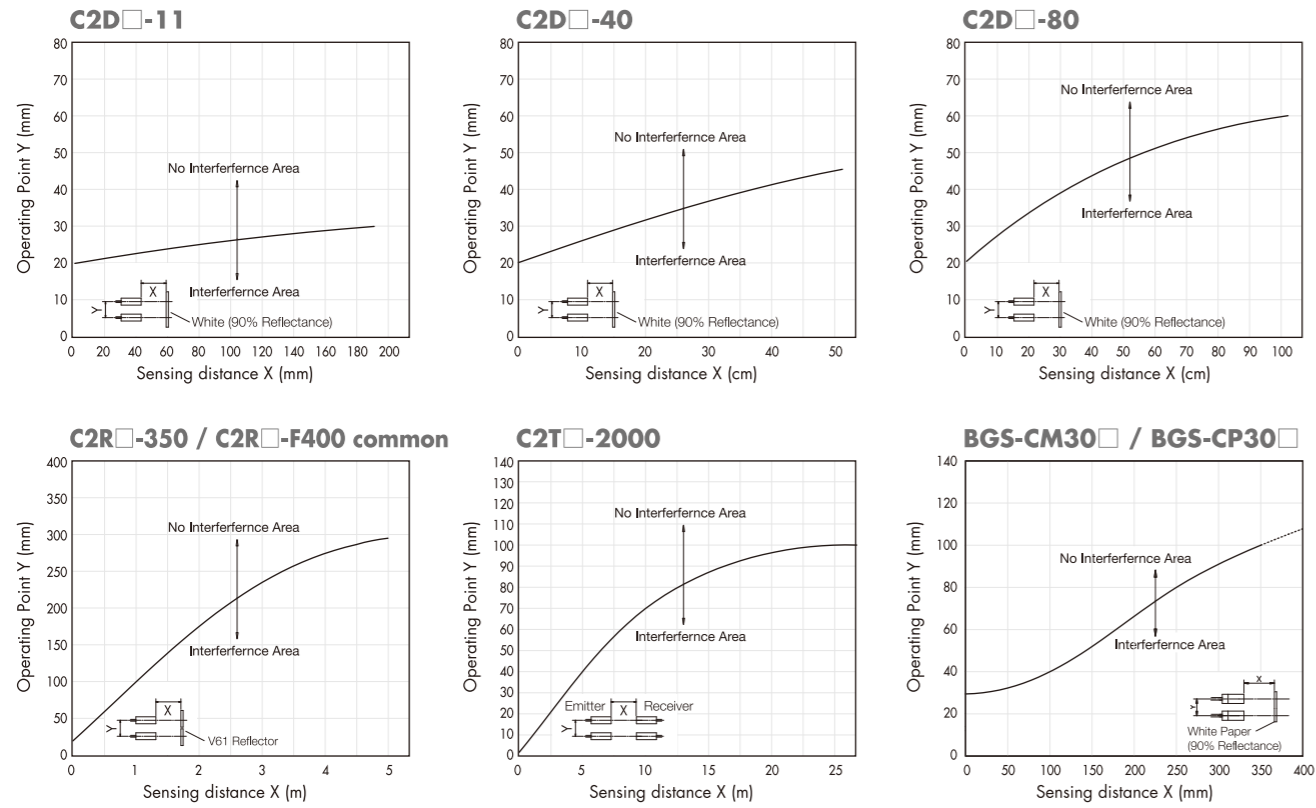 C2D□-11
80
70
60
50
40
30
20
10
0
Operating Point Y (mm)
No Interferfernce Area
Interferfernce Area
X
Y
White (90% Reflectance)
0 20 40 60 80 100 120 140 160 180 200
Sensing distance X (mm)
C2D□-40
80
70
60
50
40
30
20
10
0
Operating Point Y (mm)
No Interferfernce Area
Interferfernce Area
X
Y
White (90% Reflectance)
0 10 20 30 40 50
Sensing distance X (cm)
C2D□-80
80
70
60
50
40
30
20
10
0
Operating Point Y (mm)
No Interferfernce Area
Interferfernce Area
X
Y
White (90% Reflectance)
0 10 20 30 40 50 60 70 80 90 100
Sensing distance X (cm)
C2R□-350 / C2R□-F400 common
400
350
300
250
200
150
100
50
0
Operating Point Y (mm)
No Interferfernce Area
Interferfernce Area
X
Y
V61 Reflector
0 1 2 3 4 5
Sensing distance X (m)
C2T□-2000
140
130
120
110
100
90
80
70
60
50
40
30
20
10
0
Operating Point Y (mm)
No Interferfernce Area
Interferfernce Area
Emitter X Receiver
Y
0 5 10 15 20 25
Sensing distance X (m)
BGS-CM30□ / BGS-CP30□
140
120
100
80
60
40
20
0
Operating Point Y (mm)
No Interferfernce Area
Interferfernce Area
X
Y
White Paper
(90% Reflectance)
0 50 100 150 200 250 300 350 400
Sensing distance X (mm)